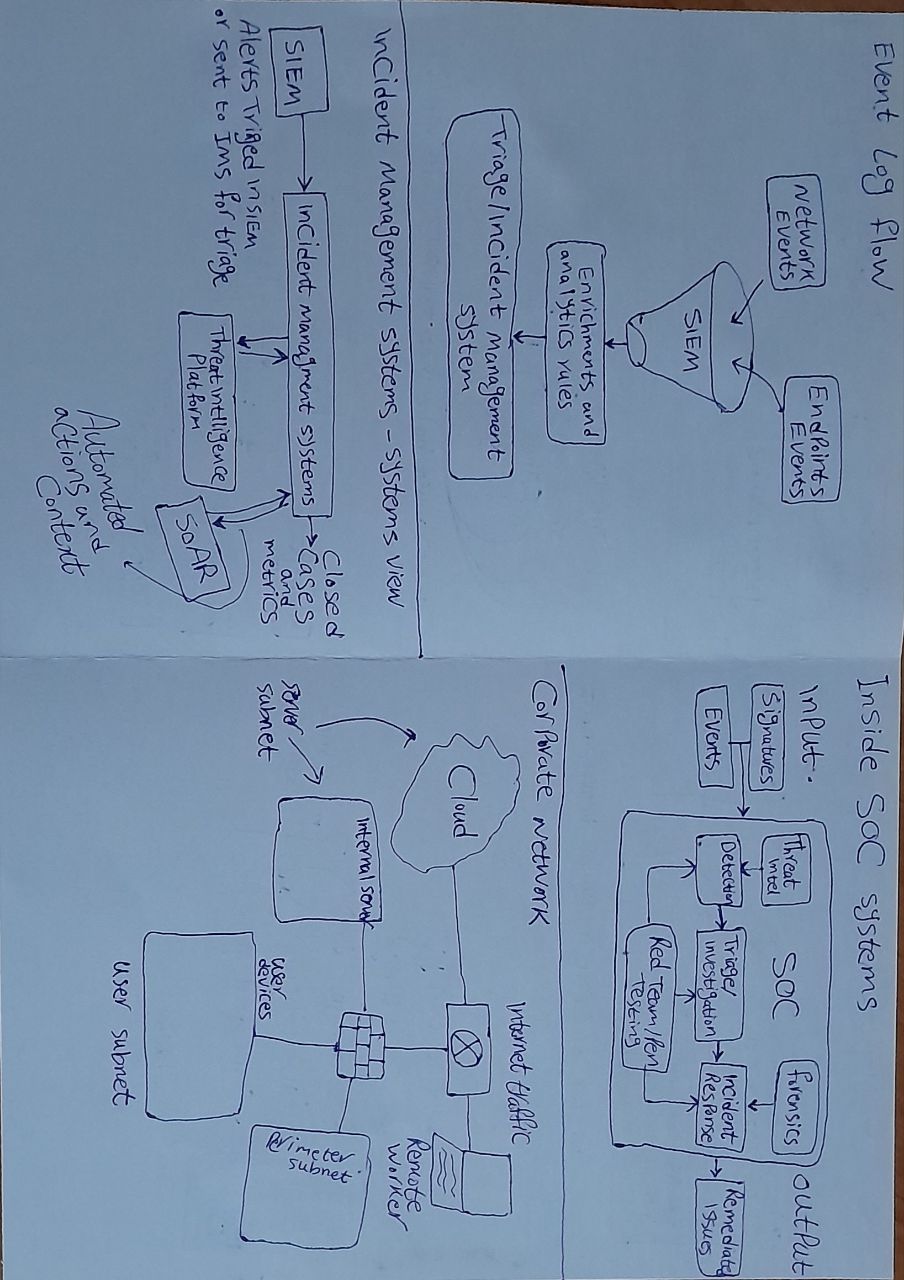 Event Log flow
Network
Events
Endpoints
Events
SIEM
Enrichments and
analytics rules
Triage/Incident Management
system
Incident Management systems - systems view
SIEM
Incident Managment systems
Closed
Cases
and
metrics
Alerts Triged in SIEM
or sent to IMS for triage
Threat intlligence
Platform
SOAR
Automated
actions and
Context
Inside SOC systems
Input.
Signatures
Events
Threat
intel
SOC
forensics
output
Detection
Triage/
investigation
Incident
Response
Remediate
issues
Red Team/Pen
Testing
Corporate Network
Internet traffic
Cloud
Remote
Worker
internal server
Perimeter
subnet.
server
subnet
user
devices
user subnet